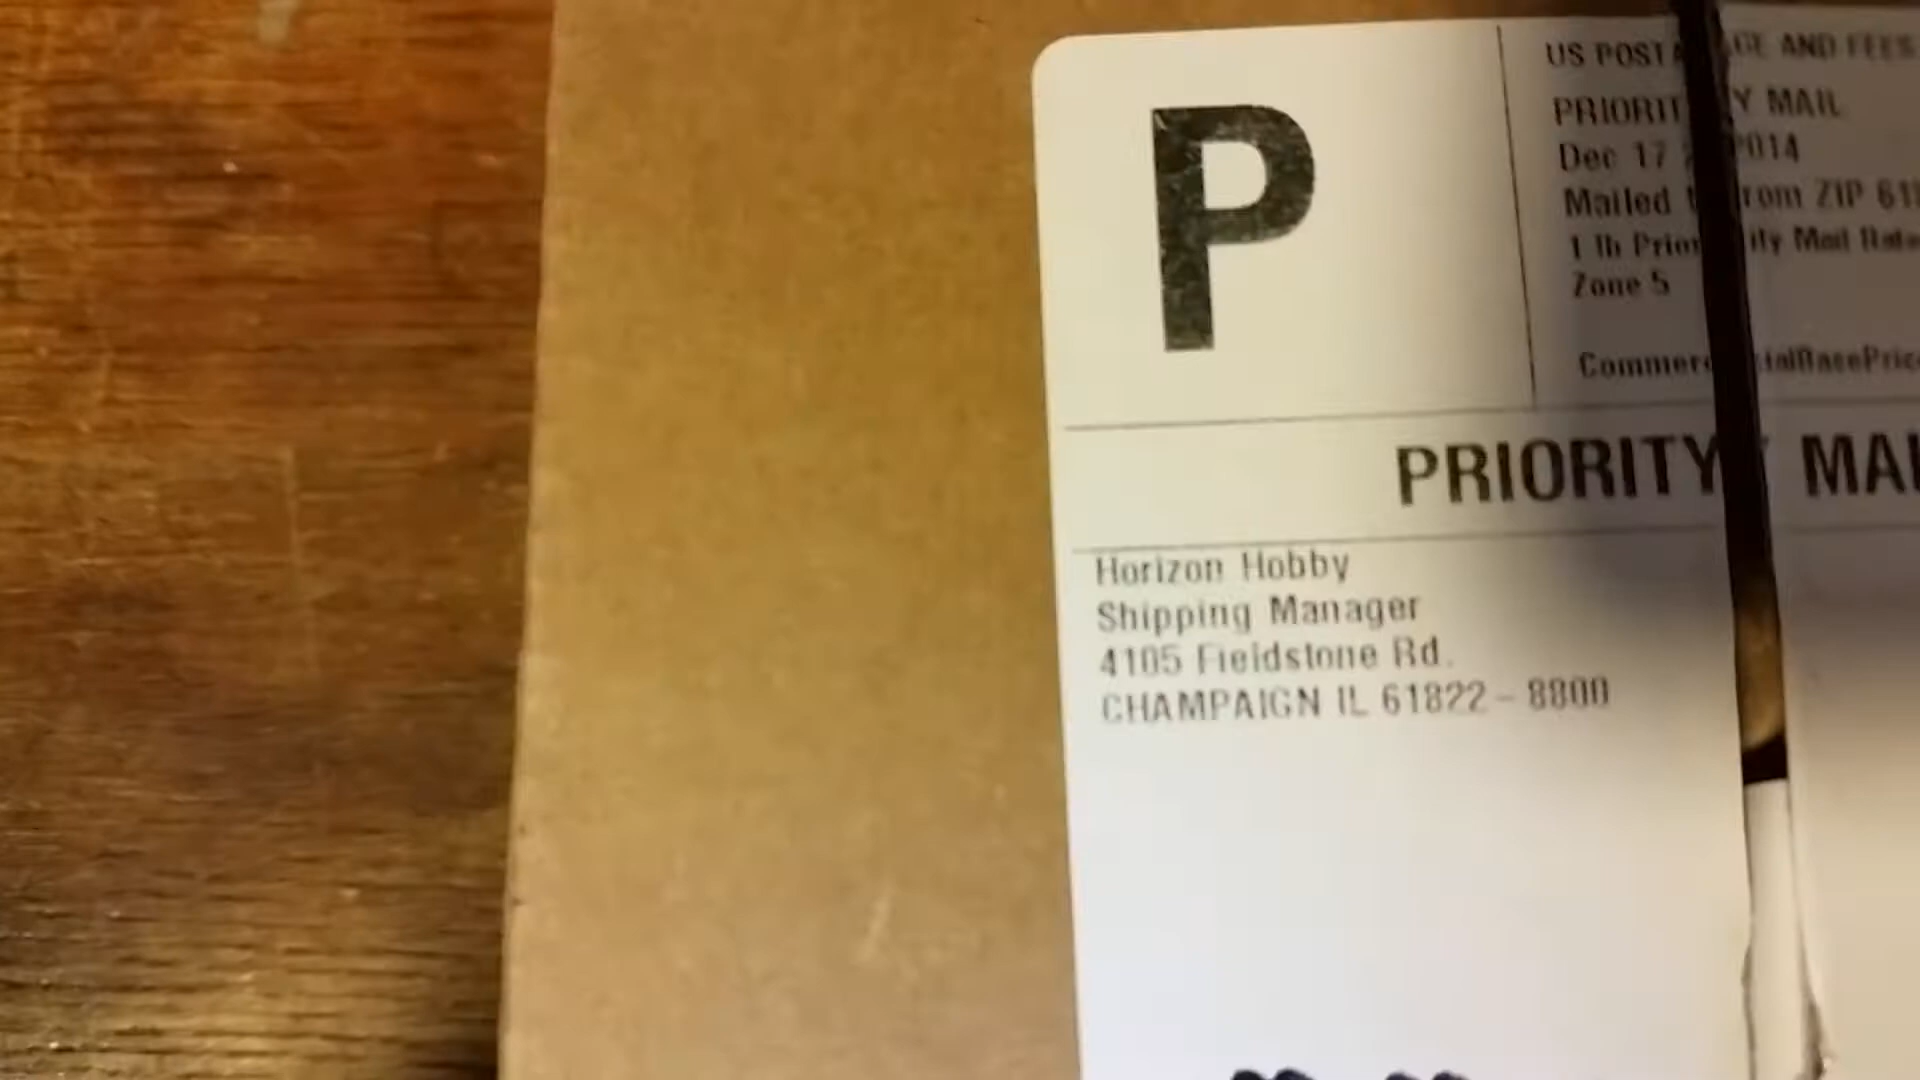 P
US POSTAGE AND FEES
PRIORITY MAIL
Dec 17 2014
Mailed from ZIP 61
1 lb Priority Mail Rate
Zone 5
CommercialBasePric
PRIORITY MAI
Horizon Hobby
Shipping Manager
4105 Fieldstone Rd.
CHAMPAIGN IL 61822-8800